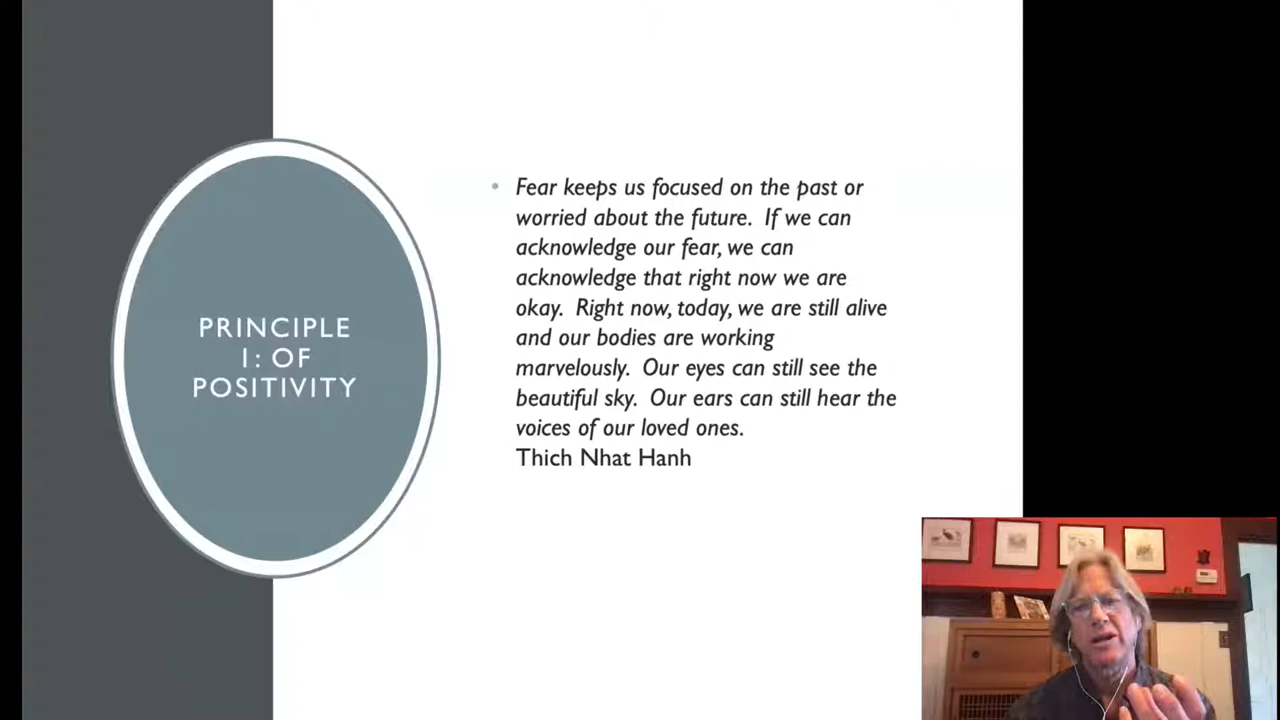 PRINCIPLE
1: OF
POSITIVITY
• Fear keeps us focused on the past or
worried about the future.  If we can
acknowledge our fear, we can
acknowledge that right now we are
okay.  Right now, today, we are still alive
and our bodies are working
marvelously.  Our eyes can still see the
beautiful sky.  Our ears can still hear the
voices of our loved ones.
Thich Nhat Hanh